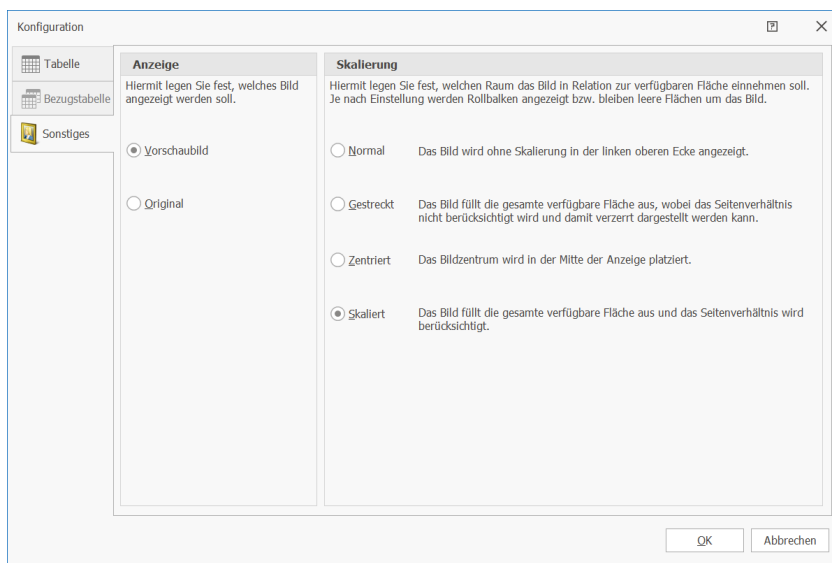 Konfiguration
Tabelle
Bezugstabelle
Sonstiges
Anzeige
Hiermit legen Sie fest, welches Bild
angezeigt werden soll.
Vorschaubild
Original
Skalierung
Hiermit legen Sie fest, welchen Raum das Bild in Relation zur verfügbaren Fläche einnehmen soll.
Je nach Einstellung werden Rollbalken angezeigt bzw. bleiben leere Flächen um das Bild.
Normal Das Bild wird ohne Skalierung in der linken oberen Ecke angezeigt.
Gestreckt Das Bild füllt die gesamte verfügbare Fläche aus, wobei das Seitenverhältnis
nicht berücksichtigt wird und damit verzerrt dargestellt werden kann.
Zentriert Das Bildzentrum wird in der Mitte der Anzeige platziert.
Skaliert Das Bild füllt die gesamte verfügbare Fläche aus und das Seitenverhältnis wird
berücksichtigt.
OK Abbrechen